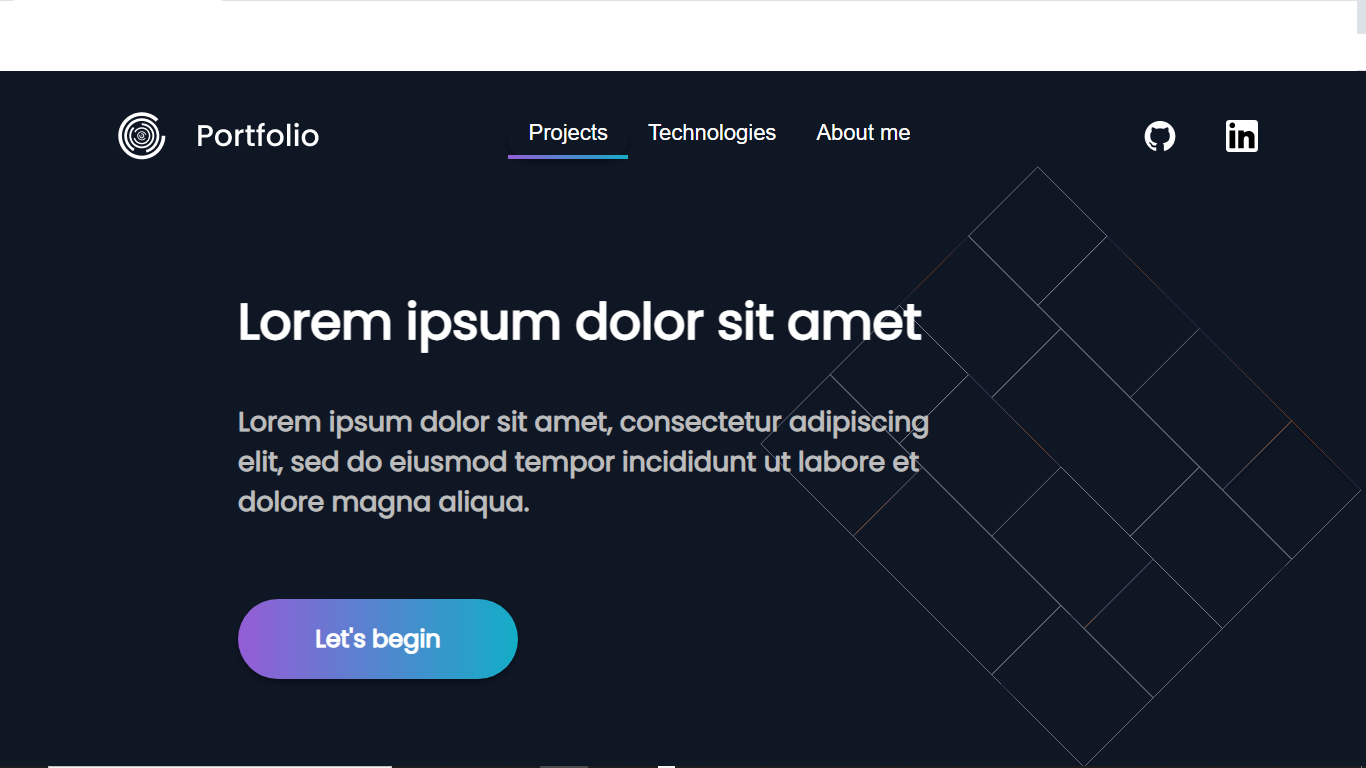 Portfolio
Projects
Technologies
About me
in
Lorem ipsum dolor sit amet
Lorem ipsum dolor sit amet, consectetur adipiscing
elit, sed do eiusmod tempor incididunt ut labore et
dolore magna aliqua.
Let's begin